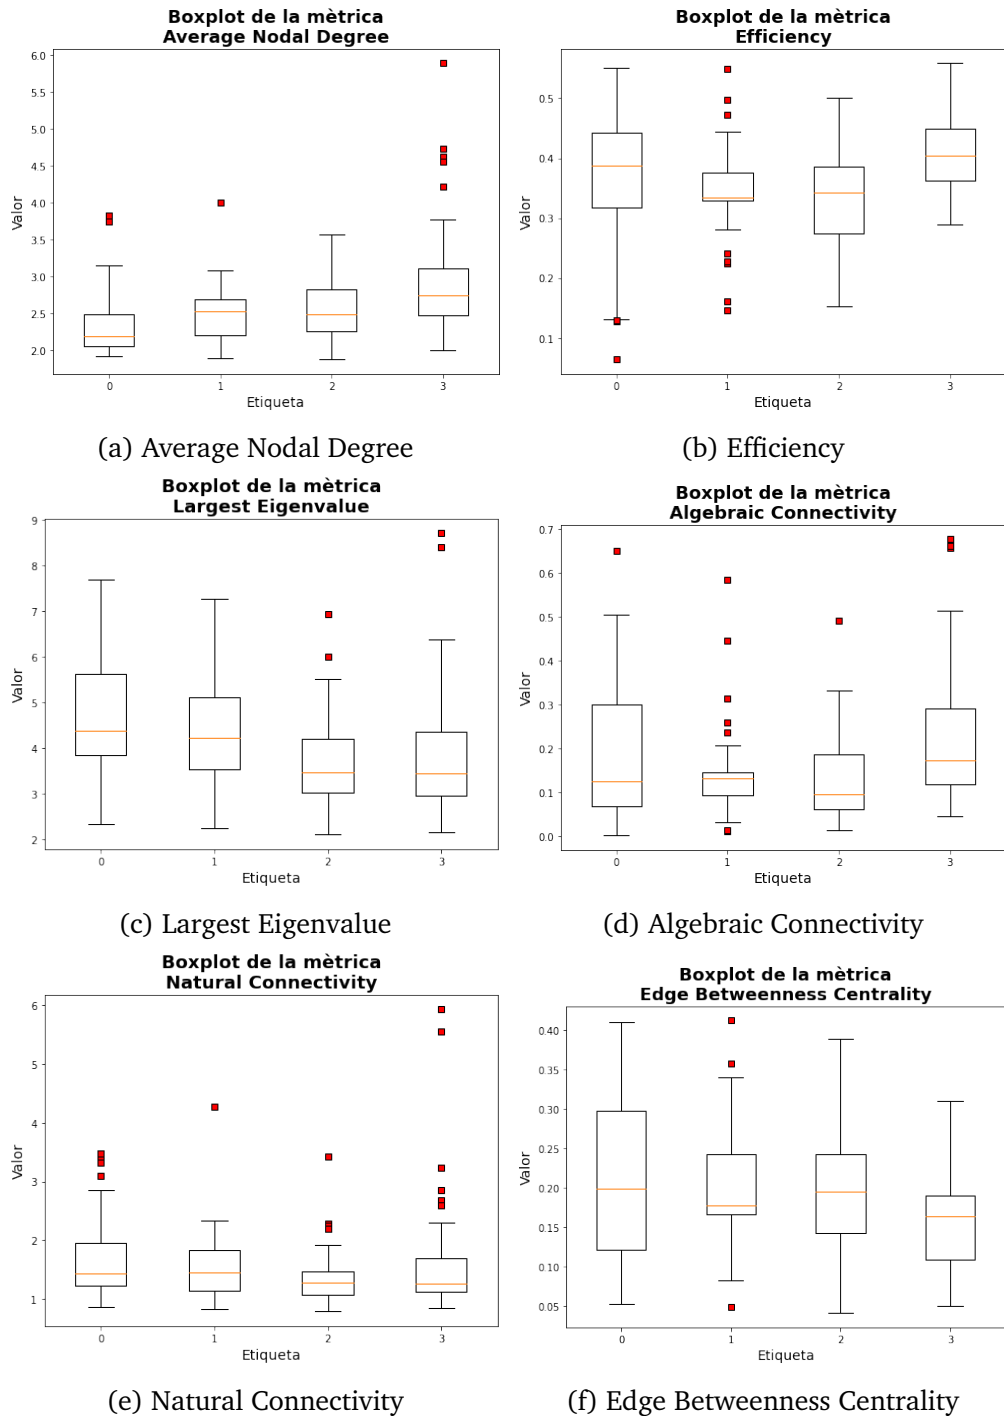 Boxplot de la mètrica
Average Nodal Degree
6.0
5.5
5.0
4.5
4.0
3.5
3.0
2.5
2.0
Valor
0 1 2 3
Etiqueta
(a) Average Nodal Degree
Boxplot de la mètrica
Efficiency
0.5
0.4
0.3
0.2
0.1
Valor
0 1 2 3
Etiqueta
(b) Efficiency
Boxplot de la mètrica
Largest Eigenvalue
9
8
7
6
5
4
3
2
Valor
0 1 2 3
Etiqueta
(c) Largest Eigenvalue
Boxplot de la mètrica
Algebraic Connectivity
0.7
0.6
0.5
0.4
0.3
0.2
0.1
0.0
Valor
0 1 2 3
Etiqueta
(d) Algebraic Connectivity
Boxplot de la mètrica
Natural Connectivity
6
5
4
3
2
1
Valor
0 1 2 3
Etiqueta
(e) Natural Connectivity
Boxplot de la mètrica
Edge Betweenness Centrality
0.40
0.35
0.30
0.25
0.20
0.15
0.10
0.05
Valor
0 1 2 3
Etiqueta
(f) Edge Betweenness Centrality